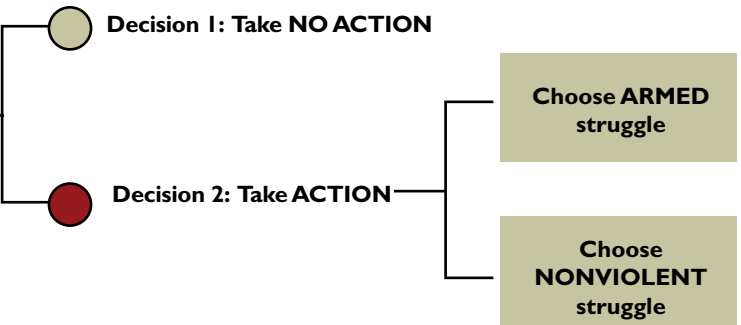 Decision 1: Take NO ACTION
Choose ARMED
struggle
Decision 2: Take ACTION
Choose
NONVIOLENT
struggle